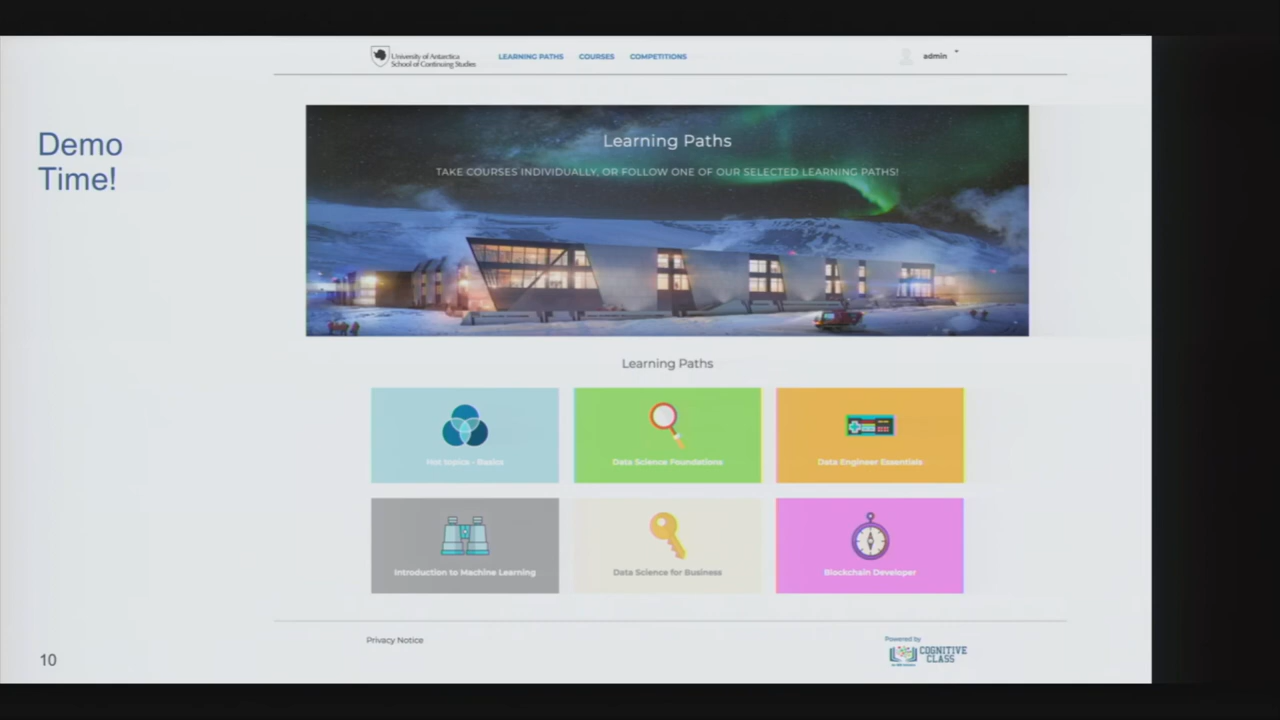 University of Antarctica
School of Continuing Studies
LEARNING PATHS
COURSES
COMPETITIONS
admin
Demo
Time!
Learning Paths
TAKE COURSES INDIVIDUALLY, OR FOLLOW ONE OF OUR SELECTED LEARNING PATHS!
Learning Paths
Hot topics - Basics
Data Science Foundations
Data Engineer Essentials
Introduction to Machine Learning
Data Science for Business
Blockchain Developer
Privacy Notice
Powered by
COGNITIVE
CLASS
10